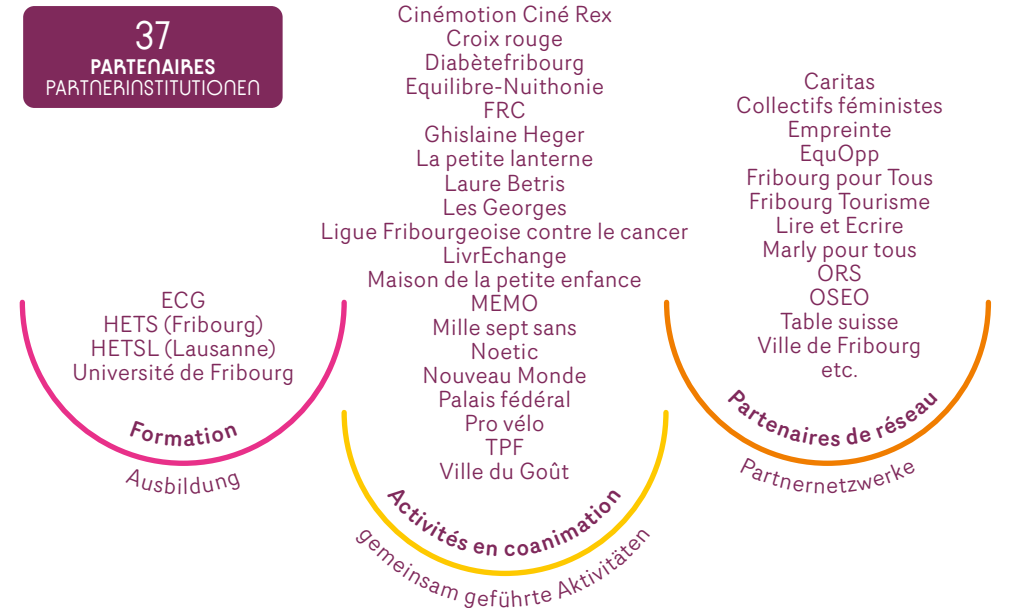 37
PARTENAIRES
PARTNERINSTITUTIONEN
ECG
HETS (Fribourg)
HETSL (Lausanne)
Université de Fribourg
Formation
Ausbildung
Cinémotion Ciné Rex
Croix rouge
Diabètefribourg
Equilibre-Nuithonie
FRC
Ghislaine Heger
La petite lanterne
Laure Betris
Les Georges
Ligue Fribourgeoise contre le cancer
LivrEchange
Maison de la petite enfance
MEMO
Mille sept sans
Noetic
Nouveau Monde
Palais fédéral
Pro vélo
TPF
Ville du Goût
Activités en coanimation
gemeinsam geführte Aktivitäten
Caritas
Collectifs féministes
Empreinte
EquOpp
Fribourg pour Tous
Fribourg Tourisme
Lire et Ecrire
Marly pour tous
ORS
OSEO
Table suisse
Ville de Fribourg
etc.
Partenaires de réseau
Partnernetzwerke